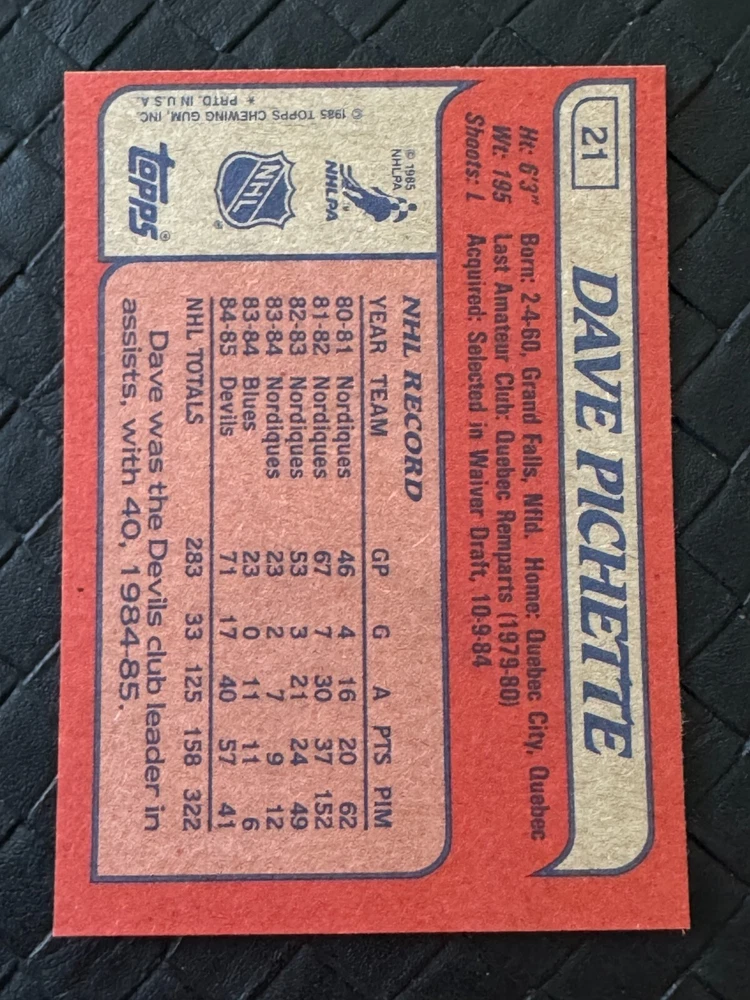 21
DAVE PICHETTE
Ht: 6'3" Born: 2-4-60, Grand Falls, Nfld. Home: Quebec City, Quebec
Wt: 195 Last Amateur Club: Quebec Remparts (1979-80)
Shoots: L Acquired: Selected in Waiver Draft, 10-9-84
© 1985 NHLPA
NHLPA
NHL
topps®
© 1985 TOPPS CHEWING GUM, INC.
* PRTD. IN U.S.A.
NHL RECORD
YEAR TEAM GP G A PTS PIM
80-81 Nordiques 46 4 16 20 62
81-82 Nordiques 67 7 30 37 152
82-83 Nordiques 53 3 21 24 49
83-84 Nordiques 23 2 7 9 12
83-84 Blues 23 0 11 11 6
84-85 Devils 71 17 40 57 41
NHL TOTALS 283 33 125 158 322
Dave was the Devils club leader in
assists, with 40, 1984-85.